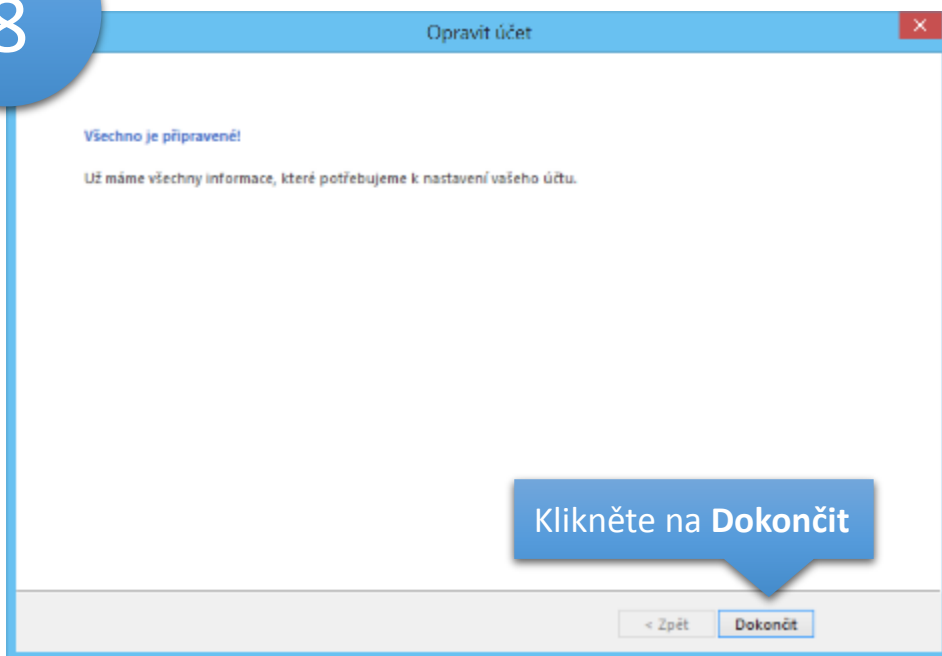 8
Opravit účet
Všechno je připravené!
Už máme všechny informace, které potřebujeme k nastavení vašeho účtu.
Klikněte na Dokončit
< Zpět Dokončit